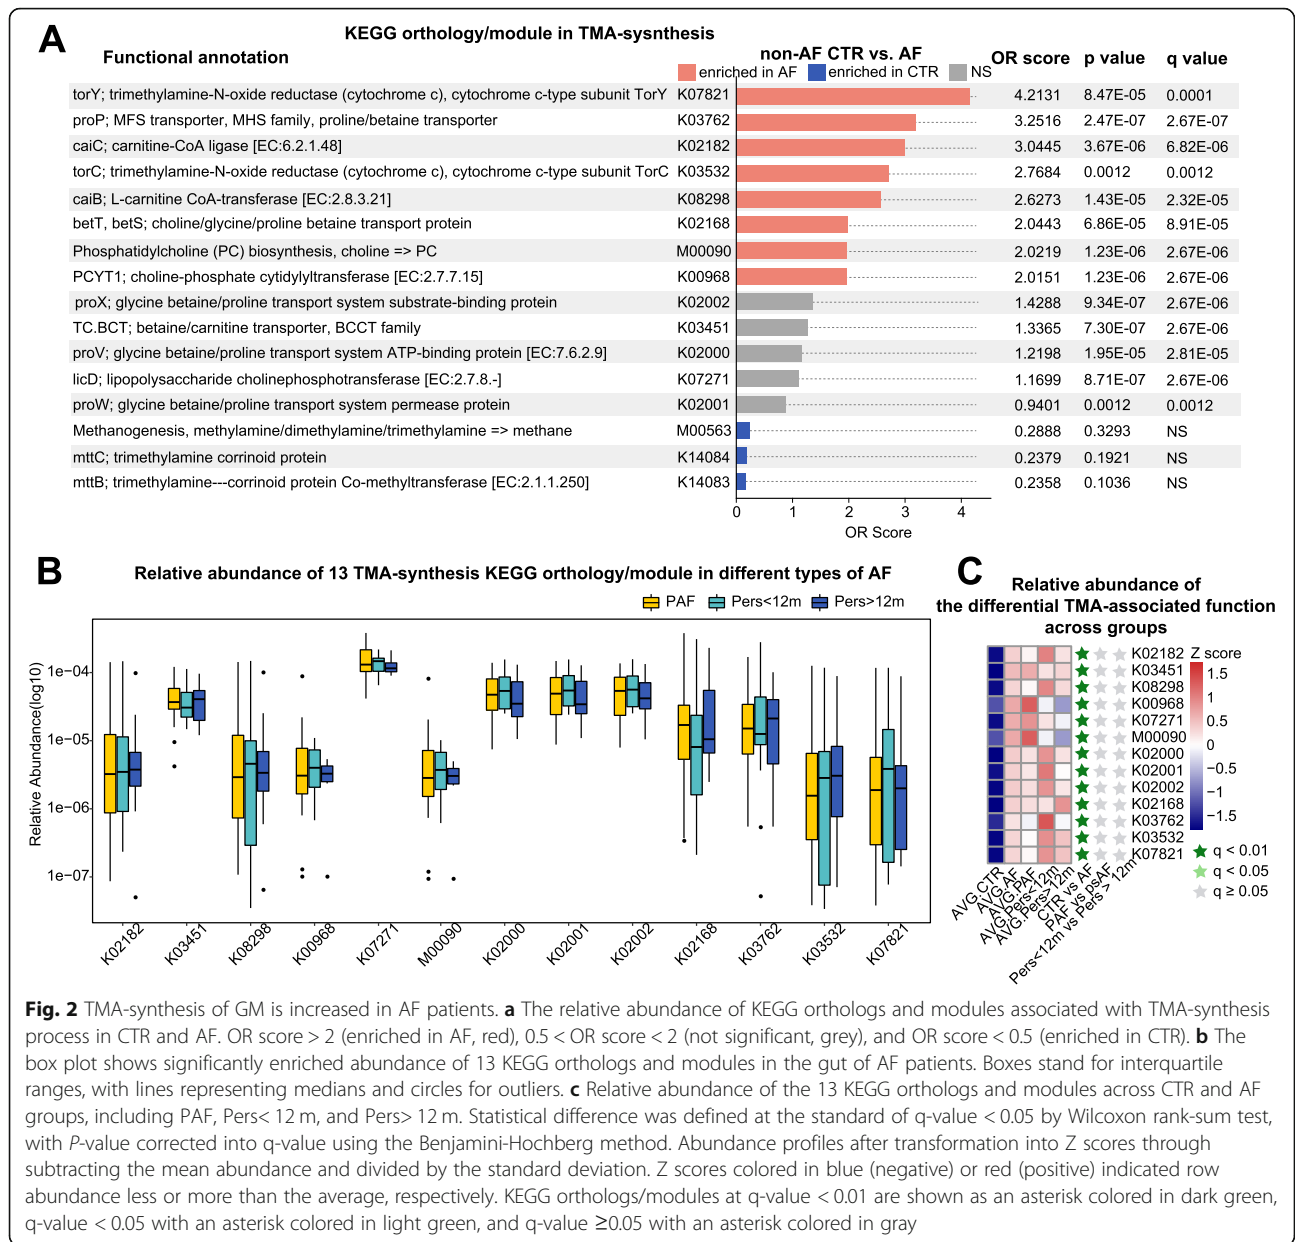 A
KEGG orthology/module in TMA-sysnthesis
Functional annotation
non-AF CTR vs. AF
OR score p value q value
enriched in AF enriched in CTR NS
torY; trimethylamine-N-oxide reductase (cytochrome c), cytochrome c-type subunit TorY K07821 4.2131 8.47E-05 0.0001
proP; MFS transporter, MHS family, proline/betaine transporter K03762 3.2516 2.47E-07 2.67E-07
caiC; carnitine-CoA ligase [EC:6.2.1.48] K02182 3.0445 3.67E-06 6.82E-06
torC; trimethylamine-N-oxide reductase (cytochrome c), cytochrome c-type subunit TorC K03532 2.7684 0.0012 0.0012
caiB; L-carnitine CoA-transferase [EC:2.8.3.21] K08298 2.6273 1.43E-05 2.32E-05
betT, betS; choline/glycine/proline betaine transport protein K02168 2.0443 6.86E-05 8.91E-05
Phosphatidylcholine (PC) biosynthesis, choline => PC M00090 2.0219 1.23E-06 2.67E-06
PCYT1; choline-phosphate cytidylyltransferase [EC:2.7.7.15] K00968 2.0151 1.23E-06 2.67E-06
proX; glycine betaine/proline transport system substrate-binding protein K02002 1.4288 9.34E-07 2.67E-06
TC.BCT; betaine/carnitine transporter, BCCT family K03451 1.3365 7.30E-07 2.67E-06
proV; glycine betaine/proline transport system ATP-binding protein [EC:7.6.2.9] K02000 1.2198 1.95E-05 2.81E-05
licD; lipopolysaccharide cholinephosphotransferase [EC:2.7.8.-] K07271 1.1699 8.71E-07 2.67E-06
proW; glycine betaine/proline transport system permease protein K02001 0.9401 0.0012 0.0012
Methanogenesis, methylamine/dimethylamine/trimethylamine => methane M00563 0.2888 0.3293 NS
mttC; trimethylamine corrinoid protein K14084 0.2379 0.1921 NS
mttB; trimethylamine---corrinoid protein Co-methyltransferase [EC:2.1.1.250] K14083 0.2358 0.1036 NS
0 1 2 3 4
OR Score
B
Relative abundance of 13 TMA-synthesis KEGG orthology/module in different types of AF
PAF Pers<12m Pers>12m
Relative Abundance(log10)
1e−04
1e−05
1e−06
1e−07
K02182 K03451 K08298 K00968 K07271 M00090 K02000 K02001 K02002 K02168 K03762 K03532 K07821
C
Relative abundance of
the differential TMA-associated function
across groups
K02182
K03451
K08298
K00968
K07271
M00090
K02000
K02001
K02002
K02168
K03762
K03532
K07821
Z score
1.5
1
0.5
0
−0.5
−1
−1.5
q < 0.01
q < 0.05
q ≥ 0.05
AVG.CTR
AVG.AF
AVG.PAF
AVG.Pers<12m
AVG.Pers>12m
CTR vs AF
PAF vs psAF
Pers<12m vs Pers > 12m
Fig. 2 TMA-synthesis of GM is increased in AF patients. a The relative abundance of KEGG orthologs and modules associated with TMA-synthesis
process in CTR and AF. OR score > 2 (enriched in AF, red), 0.5 < OR score < 2 (not significant, grey), and OR score < 0.5 (enriched in CTR). b The
box plot shows significantly enriched abundance of 13 KEGG orthologs and modules in the gut of AF patients. Boxes stand for interquartile
ranges, with lines representing medians and circles for outliers. c Relative abundance of the 13 KEGG orthologs and modules across CTR and AF
groups, including PAF, Pers< 12 m, and Pers> 12 m. Statistical difference was defined at the standard of q-value < 0.05 by Wilcoxon rank-sum test,
with P-value corrected into q-value using the Benjamini-Hochberg method. Abundance profiles after transformation into Z scores through
subtracting the mean abundance and divided by the standard deviation. Z scores colored in blue (negative) or red (positive) indicated row
abundance less or more than the average, respectively. KEGG orthologs/modules at q-value < 0.01 are shown as an asterisk colored in dark green,
q-value < 0.05 with an asterisk colored in light green, and q-value ≥0.05 with an asterisk colored in gray